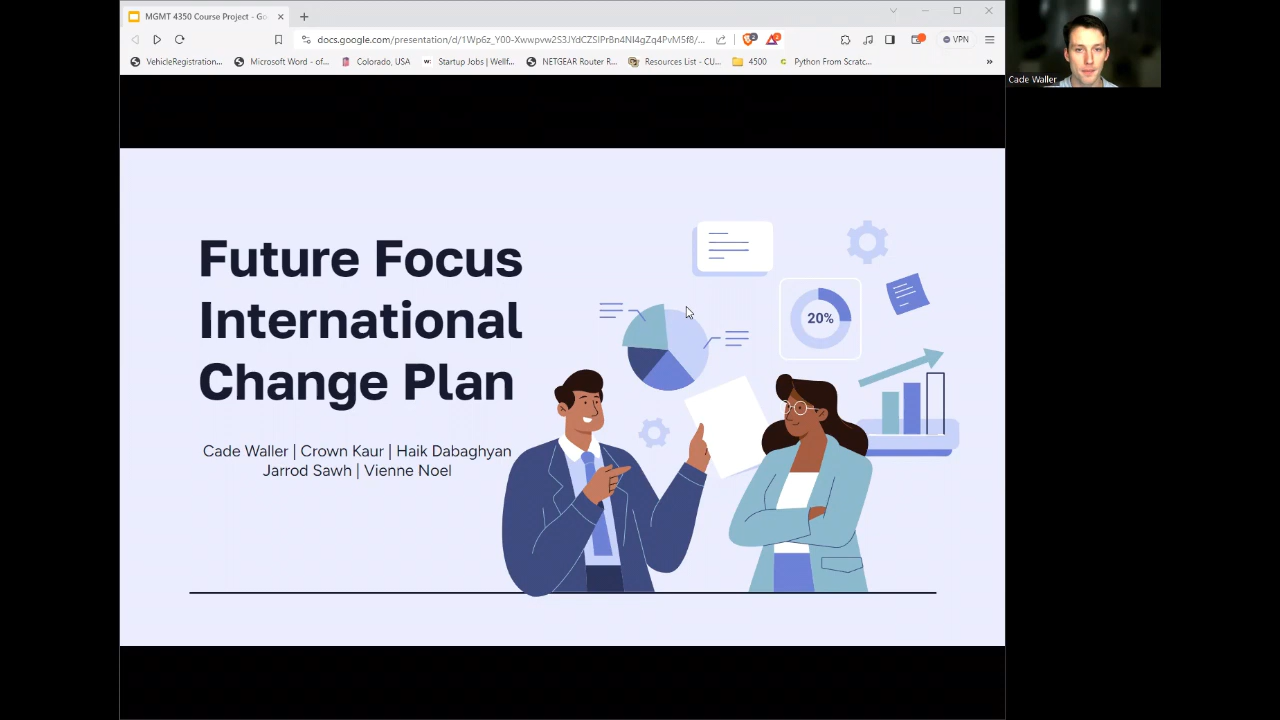 MGMT 4350 Course Project - Go
docs.google.com/presentation/d/1Wp6z_Y00-Xwwpvw2S3JYdCZSlPrBn4Nl4gZq4PvM5f8/...
VPN
VehicleRegistration...
Microsoft Word - of...
Colorado, USA
Startup Jobs | Wellf...
NETGEAR Router R...
Resources List - CU...
4500
Python From Scratc...
Cade Waller
Future Focus
International
Change Plan
20%
Cade Waller | Crown Kaur | Haik Dabaghyan
Jarrod Sawh | Vienne Noel